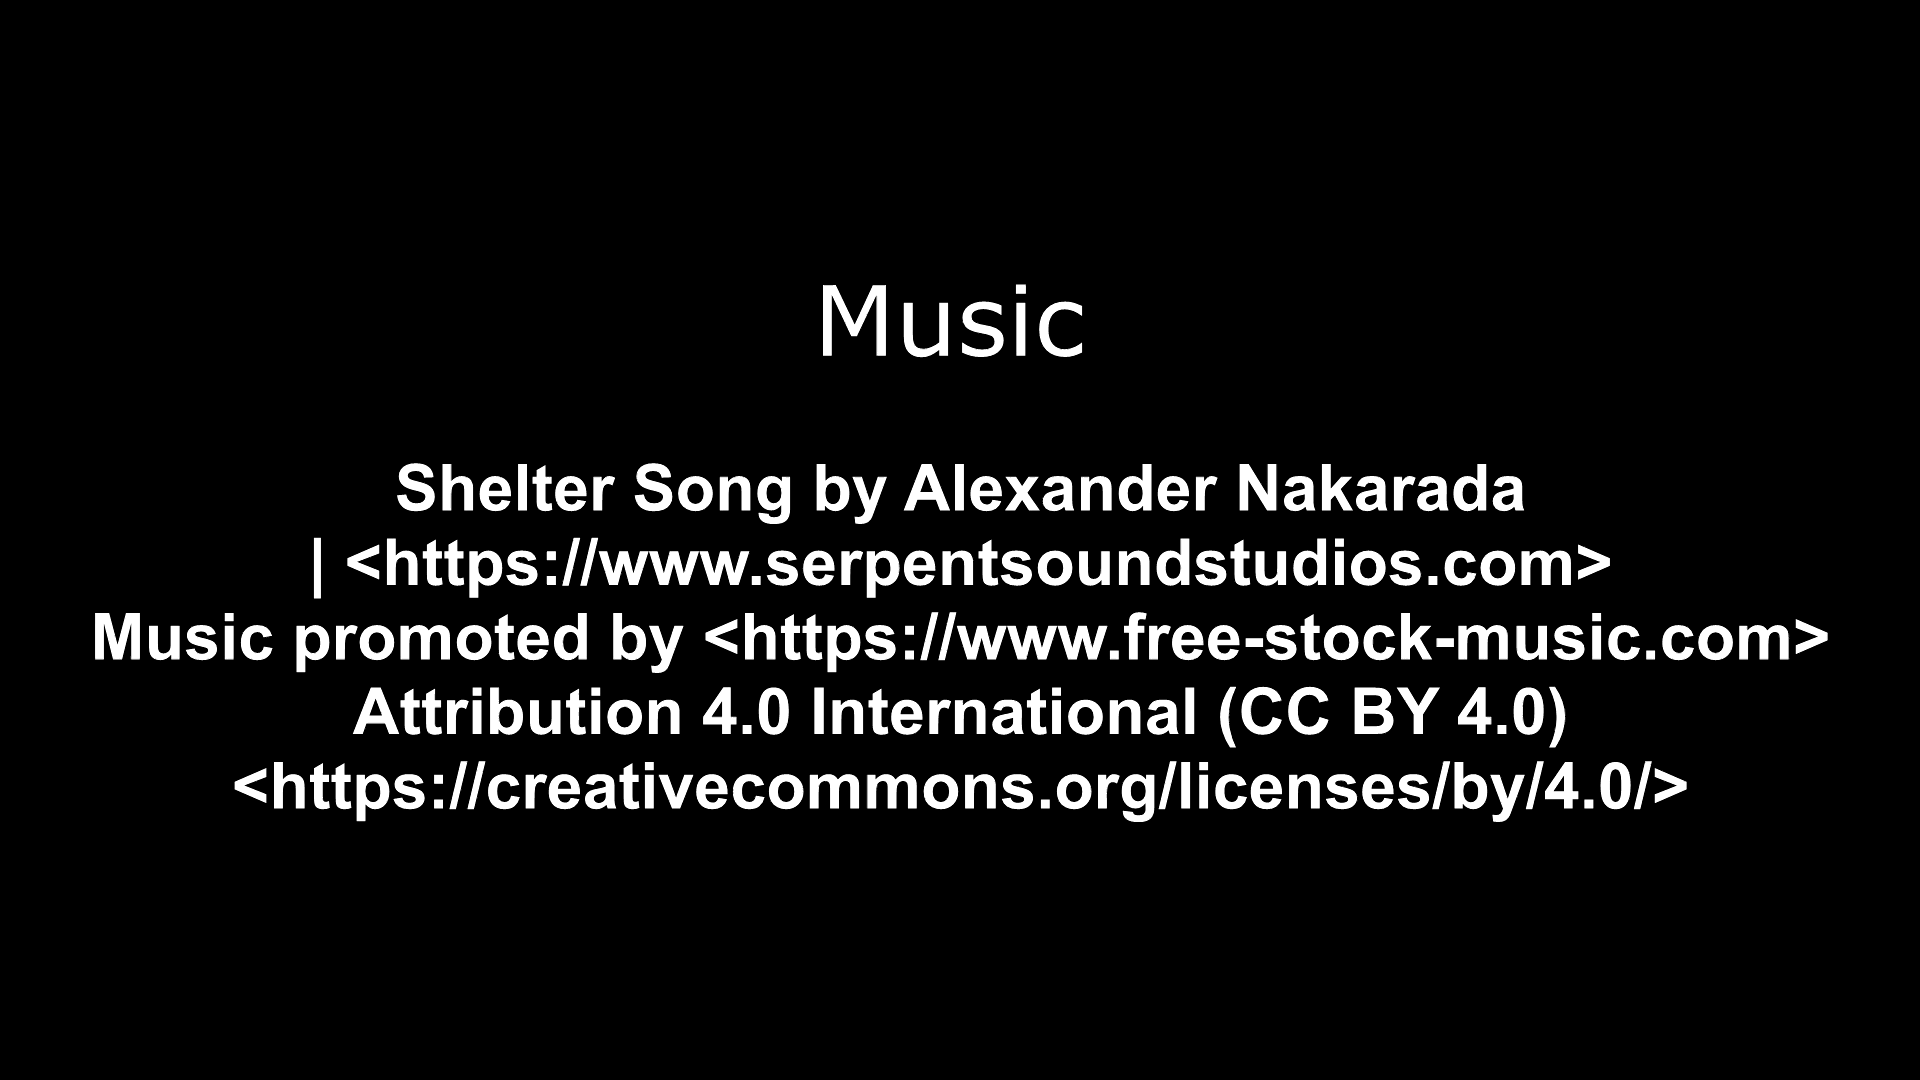 Music
Shelter Song by Alexander Nakarada
| <https://www.serpentsoundstudios.com>
Music promoted by <https://www.free-stock-music.com>
Attribution 4.0 International (CC BY 4.0)
<https://creativecommons.org/licenses/by/4.0/>